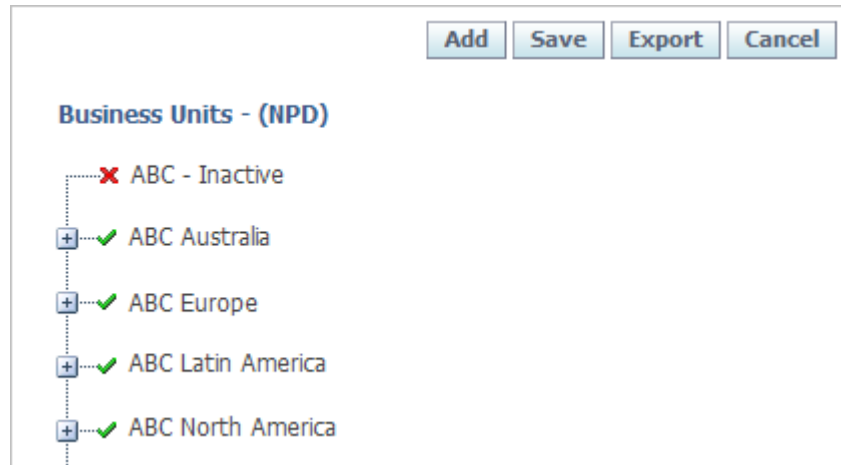 Add Save Export Cancel
Business Units - (NPD)
ABC - Inactive
ABC Australia
ABC Europe
ABC Latin America
ABC North America